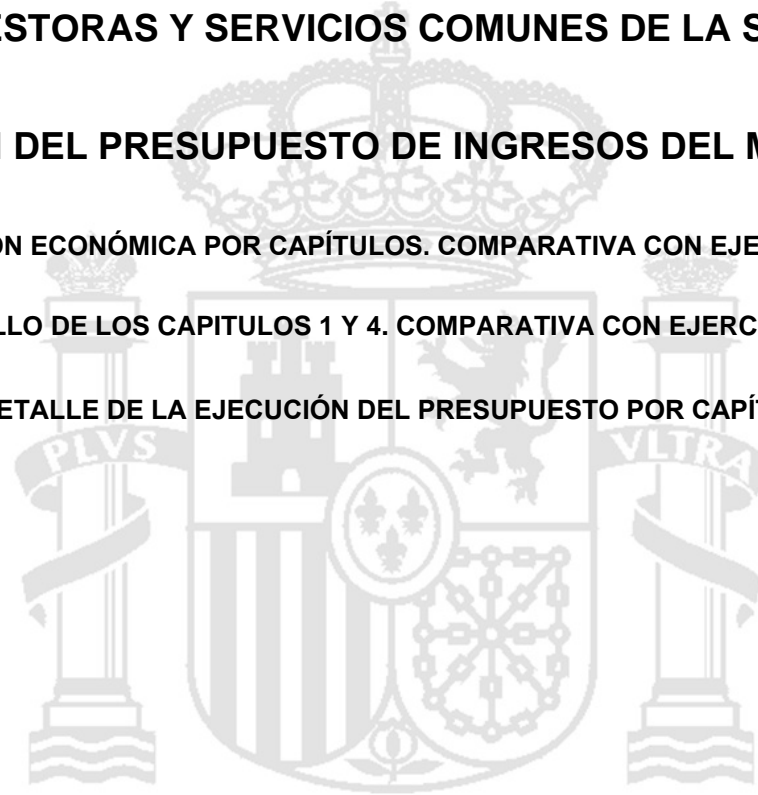 ESTORAS Y SERVICIOS COMUNES DE LA S
DEL PRESUPUESTO DE INGRESOS DEL M
ÓN ECONÓMICA POR CAPÍTULOS. COMPARATIVA CON EJE
LLO DE LOS CAPITULOS 1 Y 4. COMPARATIVA CON EJERC
ETALLE DE LA EJECUCIÓN DEL PRESUPUESTO POR CAPÍ
PLVS VLTRA